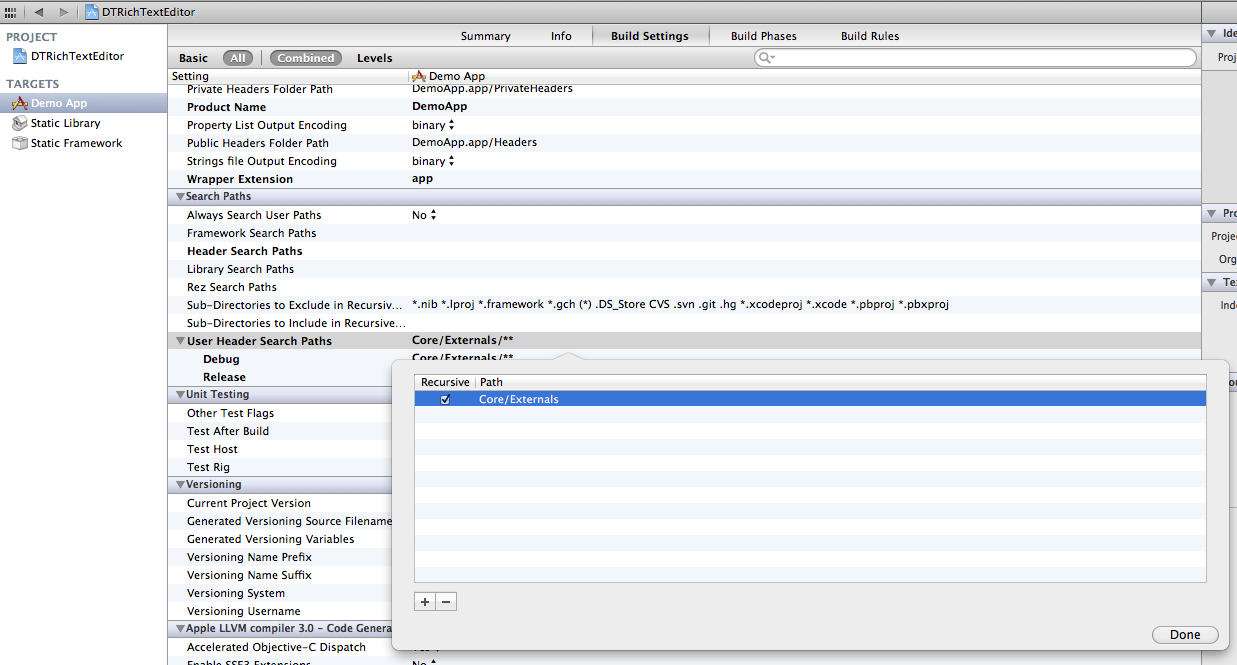 DTRichTextEditor
PROJECT
DTRichTextEditor
TARGETS
Demo App
Static Library
Static Framework
Summary Info Build Settings Build Phases Build Rules
Basic All Combined Levels
Setting Demo App
Private Headers Folder Path DemoApp.app/PrivateHeaders
Product Name DemoApp
Property List Output Encoding binary
Public Headers Folder Path DemoApp.app/Headers
Strings file Output Encoding binary
Wrapper Extension app
Search Paths
Always Search User Paths No
Framework Search Paths
Header Search Paths
Library Search Paths
Rez Search Paths
Sub-Directories to Exclude in Recursiv... *.nib *.lproj *.framework *.gch (*) .DS_Store CVS .svn .git .hg *.xcodeproj *.xcode *.pbproj *.pbxproj
Sub-Directories to Include in Recursive...
User Header Search Paths Core/Externals/**
Debug Core/Externals/**
Release
Unit Testing
Other Test Flags
Test After Build
Test Host
Test Rig
Versioning
Current Project Version
Generated Versioning Source Filename
Generated Versioning Variables
Versioning Name Prefix
Versioning Name Suffix
Versioning System
Versioning Username
Apple LLVM compiler 3.0 - Code Genera
Accelerated Objective-C Dispatch
Enable SSE3 Extensions No
Recursive Path
Core/Externals
+ −
Done
Ide
Proj
Pro
Proje
Org
Tex
Inde